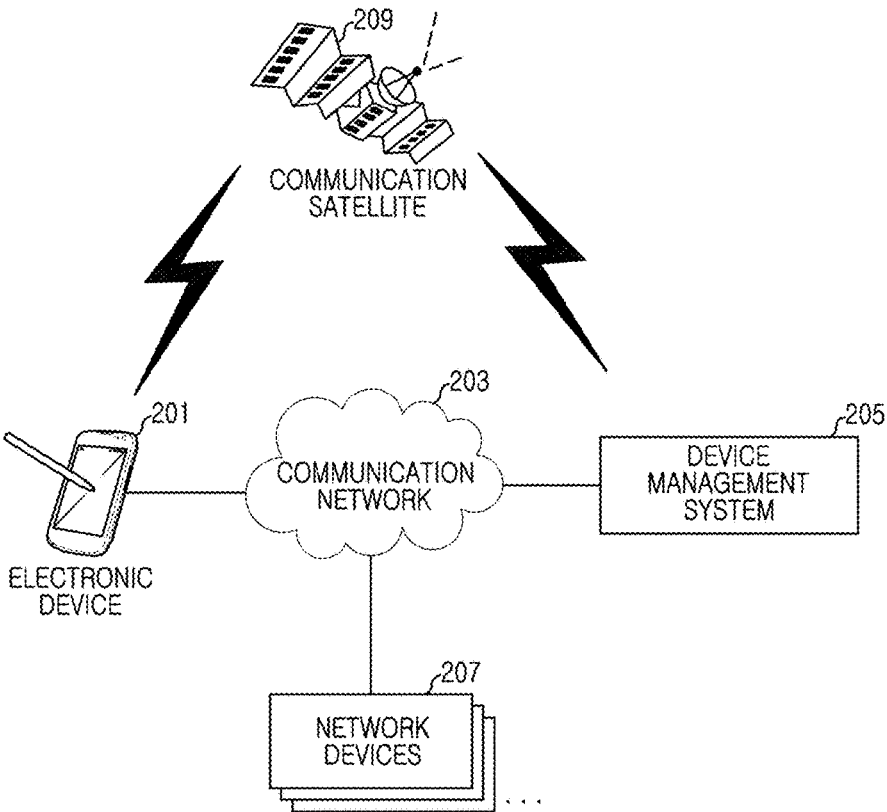 209
COMMUNICATION
SATELLITE
203
201
205
COMMUNICATION
NETWORK
DEVICE
MANAGEMENT
SYSTEM
ELECTRONIC
DEVICE
207
NETWORK
DEVICES
. . .